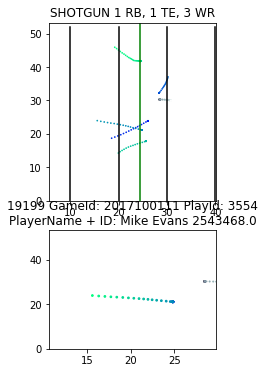 SHOTGUN 1 RB, 1 TE, 3 WR
50
40
30
20
10
0
10 20 30 40
19199 GameId: 2017100111 PlayId: 3554
PlayerName + ID: Mike Evans 2543468.0
40
20
0
15 20 25